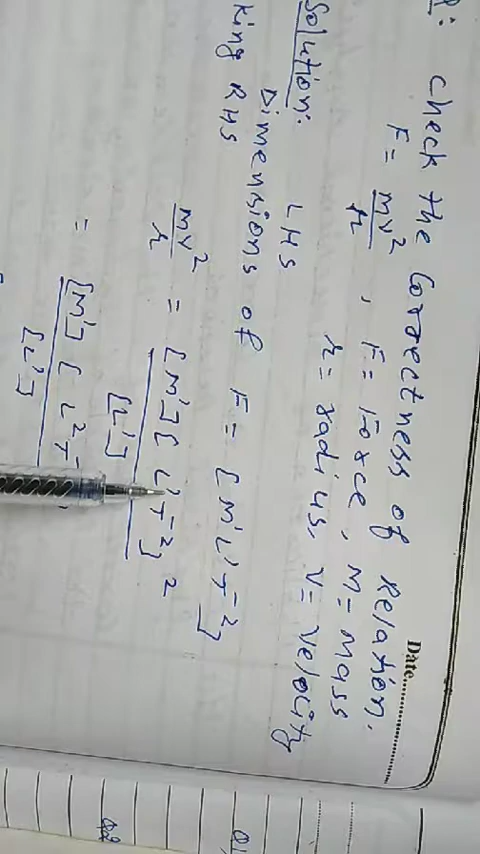 Date
: Check the Correctness of Relation.
F = mv²/r , F = Force, M = Mass
r = radius, v = velocity
Solution: LHS
Dimensions of F = [M¹L¹T⁻²]
king RHS
mv²/r = [M¹][L¹T⁻²]²/[L¹]
= [M¹][L²T⁻/[L¹]